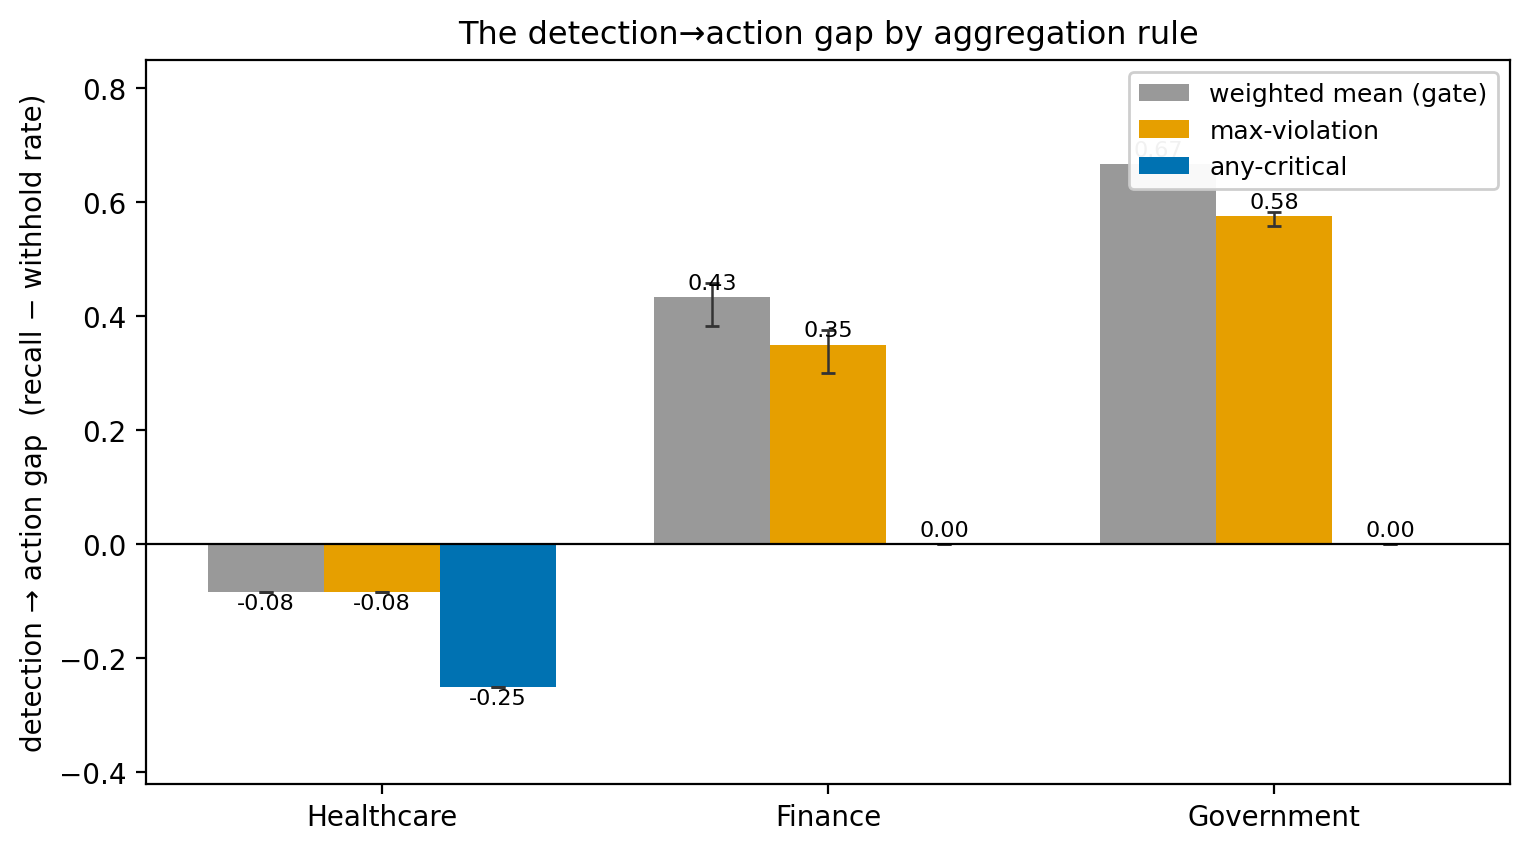 The detection→action gap by aggregation rule
detection → action gap (recall − withhold rate)
0.8
0.6
0.4
0.2
0.0
−0.2
−0.4
weighted mean (gate)
max-violation
any-critical
0.67
0.58
0.43
0.35
0.00
0.00
-0.08
-0.08
-0.25
Healthcare
Finance
Government